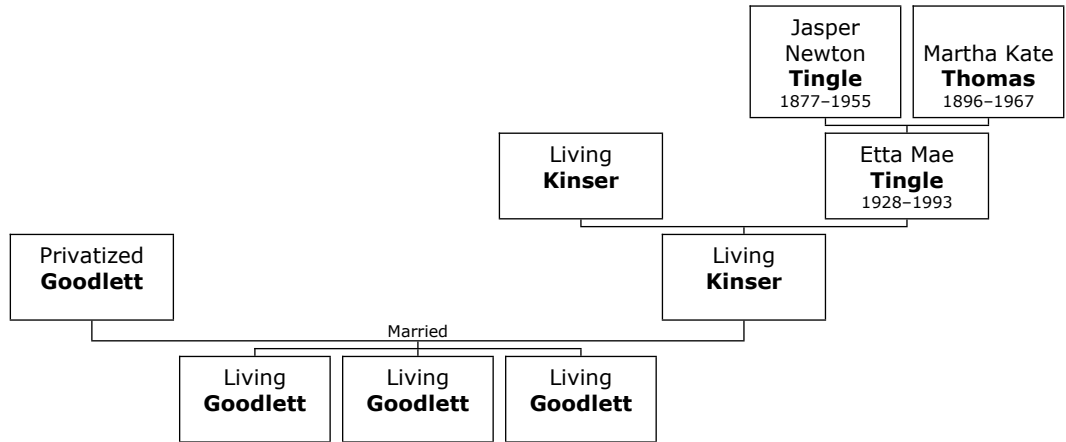 Jasper
Newton
Tingle
1877–1955
Martha Kate
Thomas
1896–1967
Living
Kinser
Etta Mae
Tingle
1928–1993
Privatized
Goodlett
Living
Kinser
Married
Living
Goodlett
Living
Goodlett
Living
Goodlett